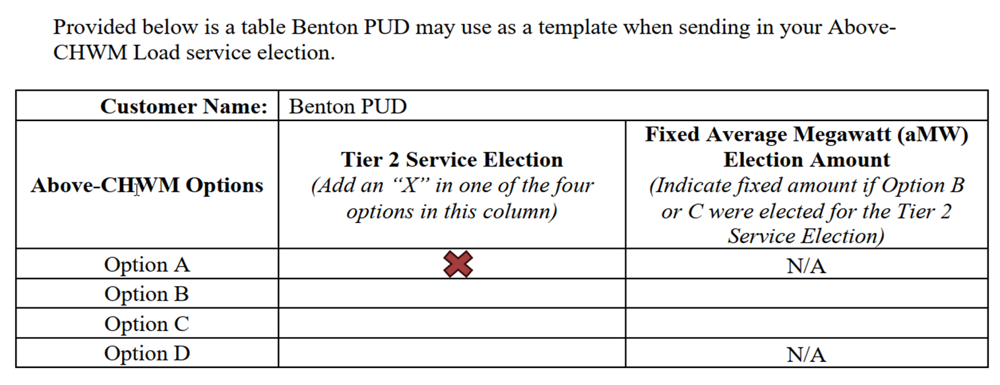 Provided below is a table Benton PUD may use as a template when sending in your Above-
CHWM Load service election.
Customer Name: Benton PUD
Above-CHWM Options
Tier 2 Service Election
(Add an “X” in one of the four
options in this column)
Fixed Average Megawatt (aMW)
Election Amount
(Indicate fixed amount if Option B
or C were elected for the Tier 2
Service Election)
Option A N/A
Option B
Option C
Option D N/A